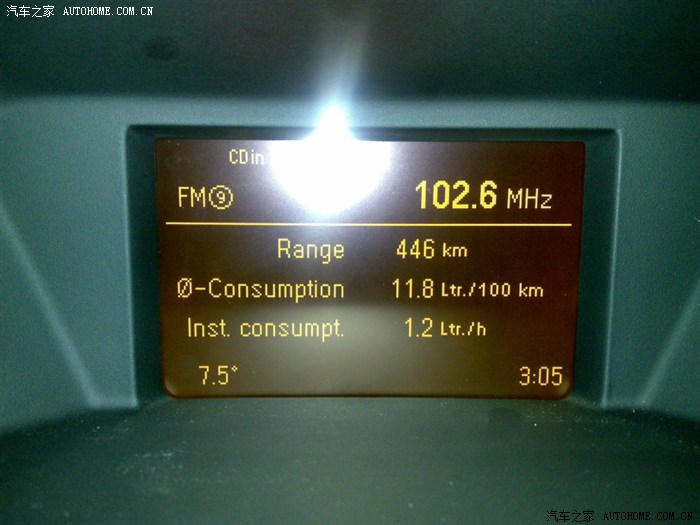 汽车之家 AUTOHOME.COM.CN
CDin
FM⑨ 102.6 MHz
Range 446 km
Ø-Consumption 11.8 Ltr./100 km
Inst. consumpt. 1.2 Ltr./h
7.5° 3:05
汽车之家 AUTOHOME.COM.CN